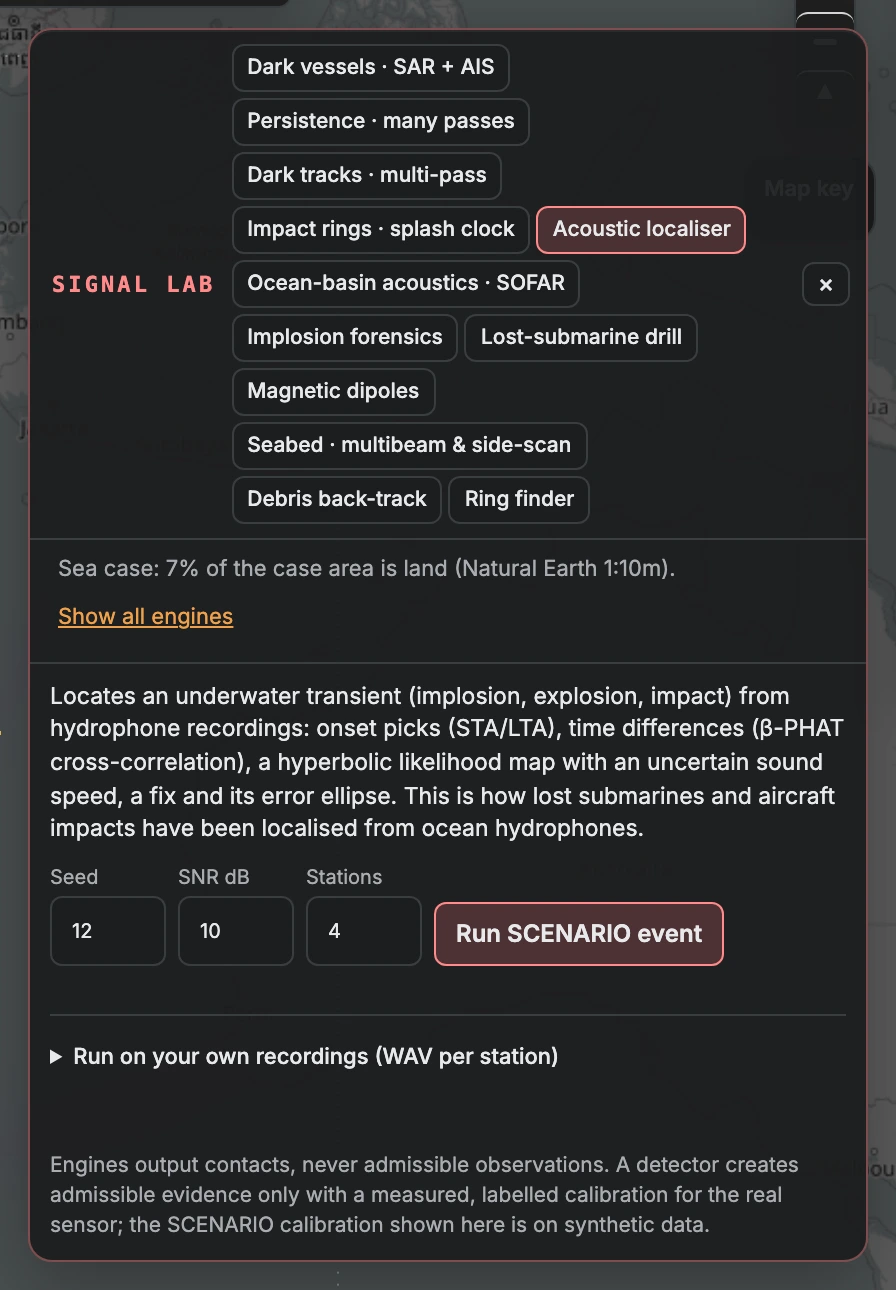 Dark vessels · SAR + AIS
Persistence · many passes
Dark tracks · multi-pass
Map key
Impact rings · splash clock
Acoustic localiser
SIGNAL LAB
Ocean-basin acoustics · SOFAR
×
Implosion forensics
Lost-submarine drill
Magnetic dipoles
Seabed · multibeam & side-scan
Debris back-track
Ring finder
Sea case: 7% of the case area is land (Natural Earth 1:10m).
Show all engines
Locates an underwater transient (implosion, explosion, impact) from
hydrophone recordings: onset picks (STA/LTA), time differences (β-PHAT
cross-correlation), a hyperbolic likelihood map with an uncertain sound
speed, a fix and its error ellipse. This is how lost submarines and aircraft
impacts have been localised from ocean hydrophones.
Seed
SNR dB
Stations
12
10
4
Run SCENARIO event
Run on your own recordings (WAV per station)
Engines output contacts, never admissible observations. A detector creates
admissible evidence only with a measured, labelled calibration for the real
sensor; the SCENARIO calibration shown here is on synthetic data.